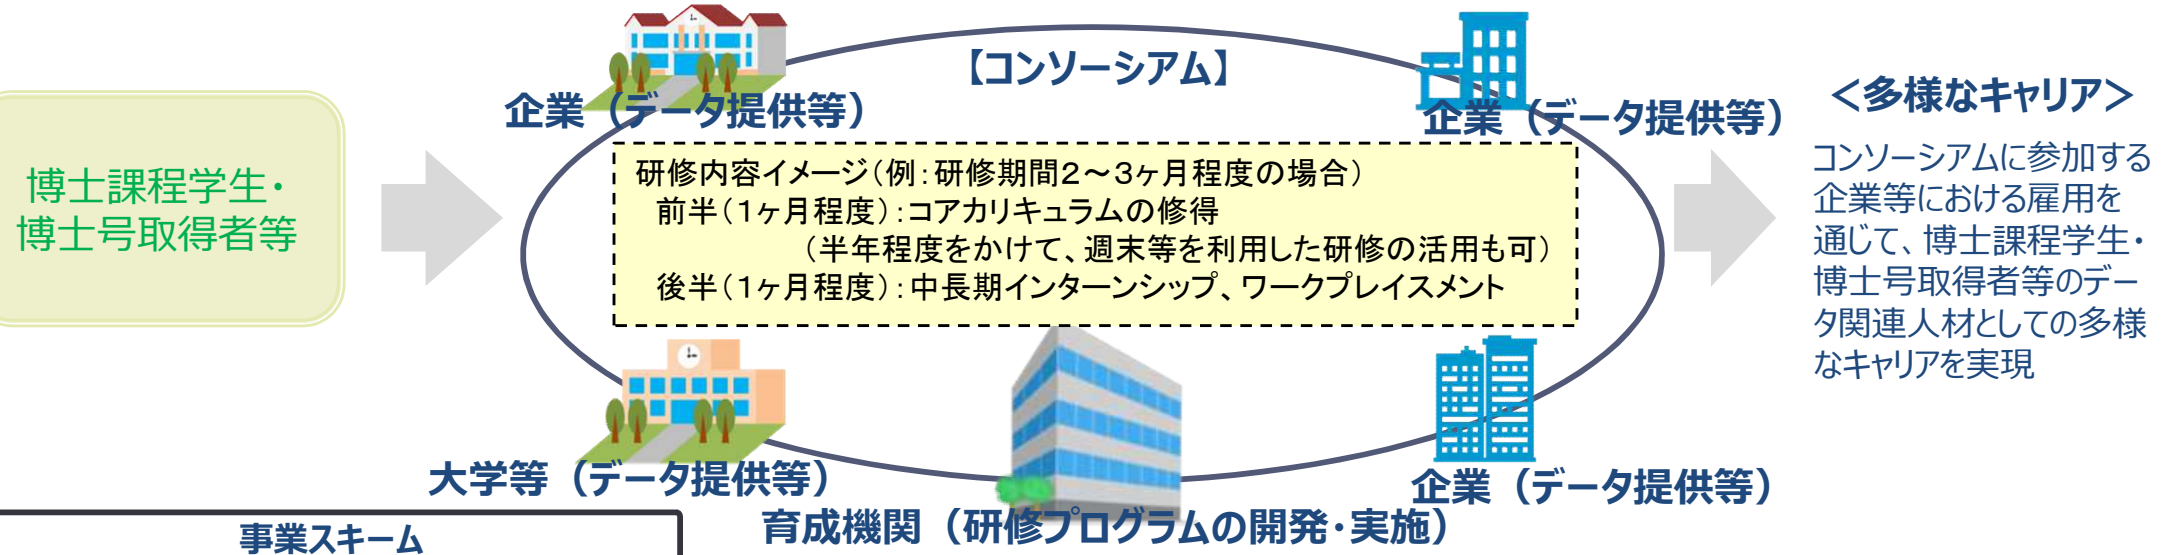 博士課程学生・
博士号取得者等
【コンソーシアム】
企業（データ提供等）
企業（データ提供等）
研修内容イメージ（例：研修期間２～３ヶ月程度の場合）
前半（１ヶ月程度）：コアカリキュラムの修得
（半年程度をかけて、週末等を利用した研修の活用も可）
後半（１ヶ月程度）：中長期インターンシップ、ワークプレイスメント
大学等（データ提供等）
育成機関（研修プログラムの開発・実施）
企業（データ提供等）
＜多様なキャリア＞
コンソーシアムに参加する
企業等における雇用を
通じて、博士課程学生・
博士号取得者等のデー
タ関連人材としての多様
なキャリアを実現
事業スキーム